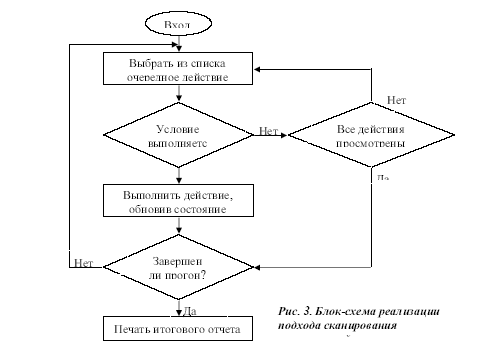 Вход
Выбрать из списка
очередное действие
Условие
выполняетс
Нет
Все действия
просмотрены
Нет
Да
Выполнить действие,
обновив состояние
Завершен
ли прогон?
Нет
Да
Печать итогового отчета
Рис. 3. Блок-схема реализации
подхода сканирования